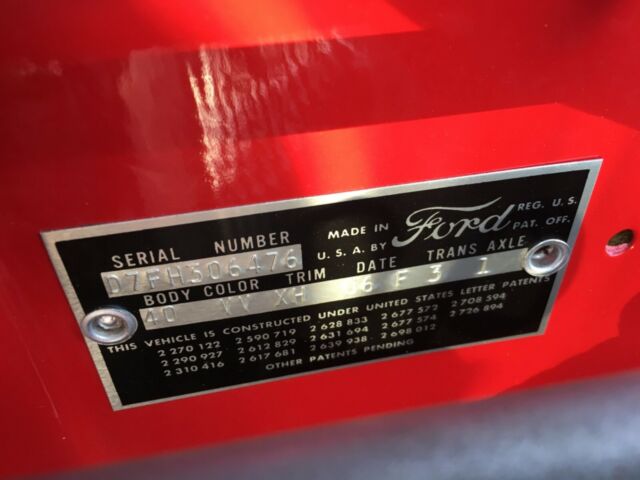 SERIAL NUMBER
D7FH306476
MADE IN
U. S. A. BY
Ford
REG. U. S.
PAT. OFF.
BODY COLOR TRIM DATE TRANS AXLE
40 YV XH 06 F 3 1
THIS VEHICLE IS CONSTRUCTED UNDER UNITED STATES LETTER PATENTS
2 270 122 2 590 719 2 628 833 2 677 572 2 708 594
2 290 927 2 612 829 2 631 694 2 677 574 2 726 894
2 310 416 2 617 681 2 639 938 2 698 012
OTHER PATENTS PENDING